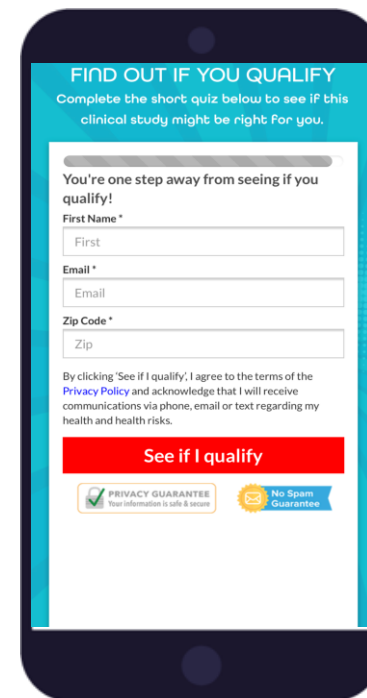 FIND OUT IF YOU QUALIFY
Complete the short quiz below to see if this
clinical study might be right for you.
You're one step away from seeing if you
qualify!
First Name *
First
Email *
Email
Zip Code *
Zip
By clicking 'See if I qualify', I agree to the terms of the
Privacy Policy and acknowledge that I will receive
communications via phone, email or text regarding my
health and health risks.
See if I qualify
PRIVACY GUARANTEE
Your information is safe & secure
No Spam
Guarantee